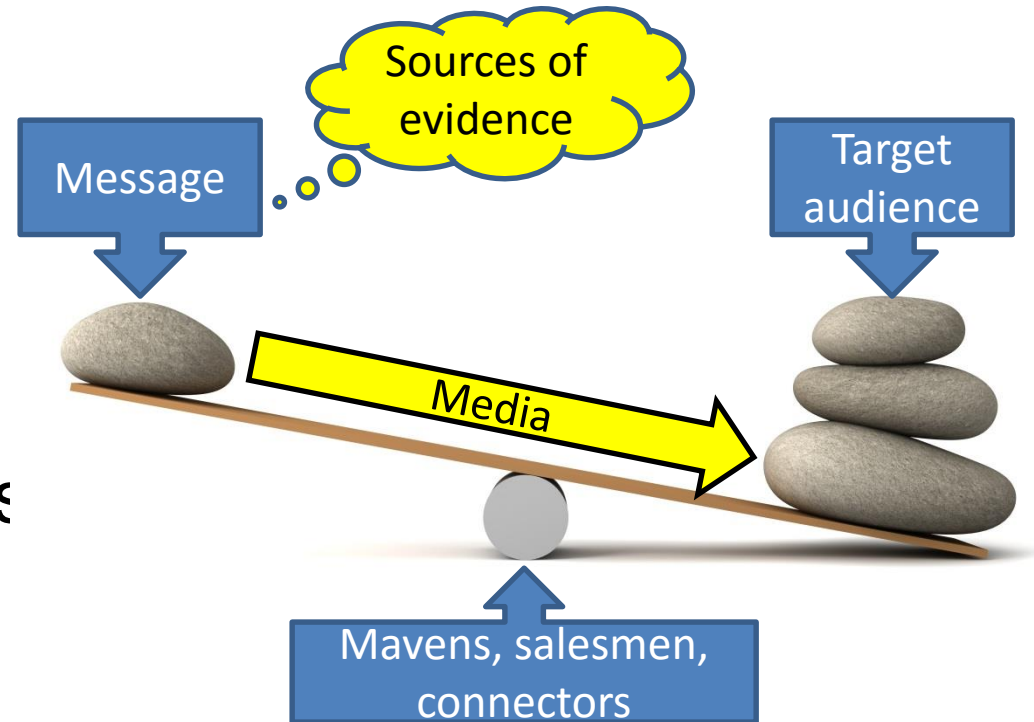 Sources of
evidence
Message
Target
audience
Media
s
Mavens, salesmen,
connectors